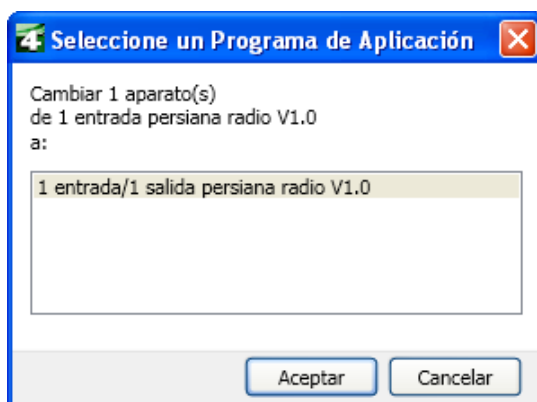 4 Seleccione un Programa de Aplicación
Cambiar 1 aparato(s)
de 1 entrada persiana radio V1.0
a:
1 entrada/1 salida persiana radio V1.0
Aceptar
Cancelar